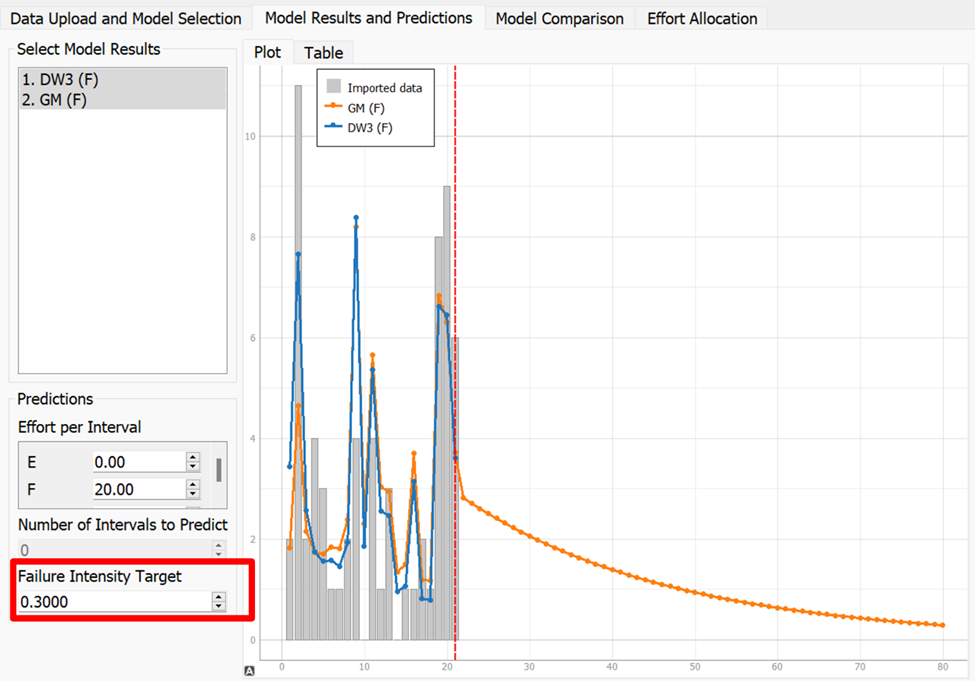 Data Upload and Model Selection
Model Results and Predictions
Model Comparison
Effort Allocation
Select Model Results
1. DW3 (F)
2. GM (F)
Predictions
Effort per Interval
E 0.00
F 20.00
Number of Intervals to Predict
0
Failure Intensity Target
0.3000
Plot
Table
Imported data
GM (F)
DW3 (F)
10
8
6
4
2
0
0 10 20 30 40 50 60 70 80
A